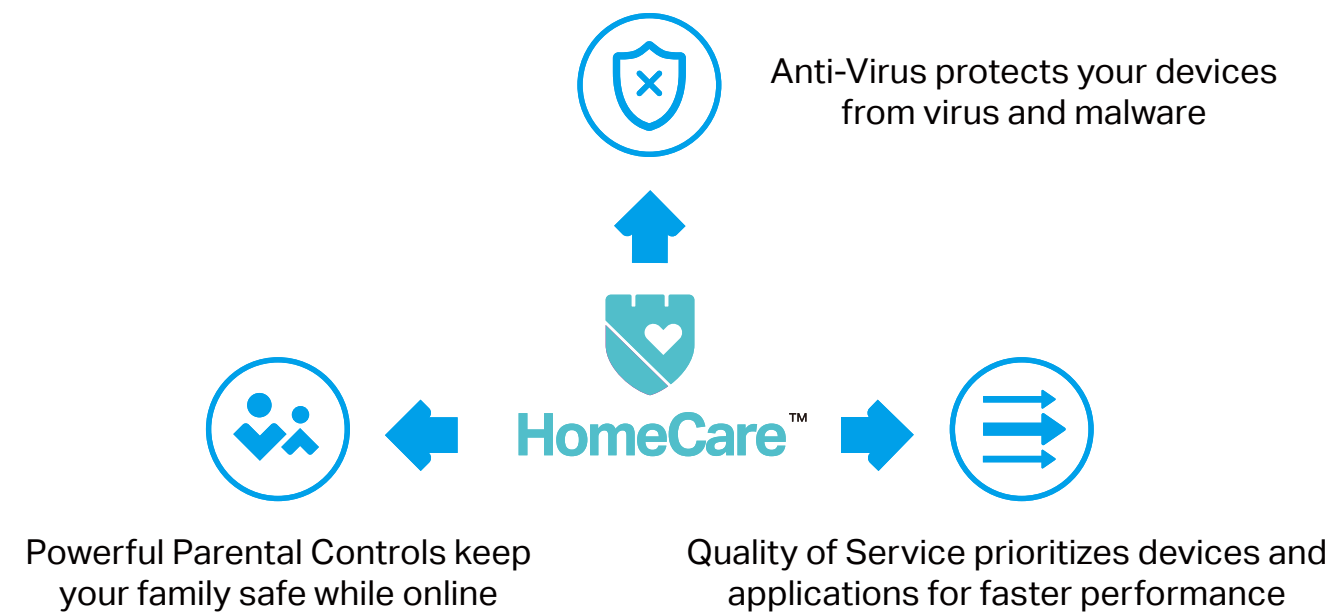 Anti-Virus protects your devices
from virus and malware
HomeCare™
Powerful Parental Controls keep
your family safe while online
Quality of Service prioritizes devices and
applications for faster performance